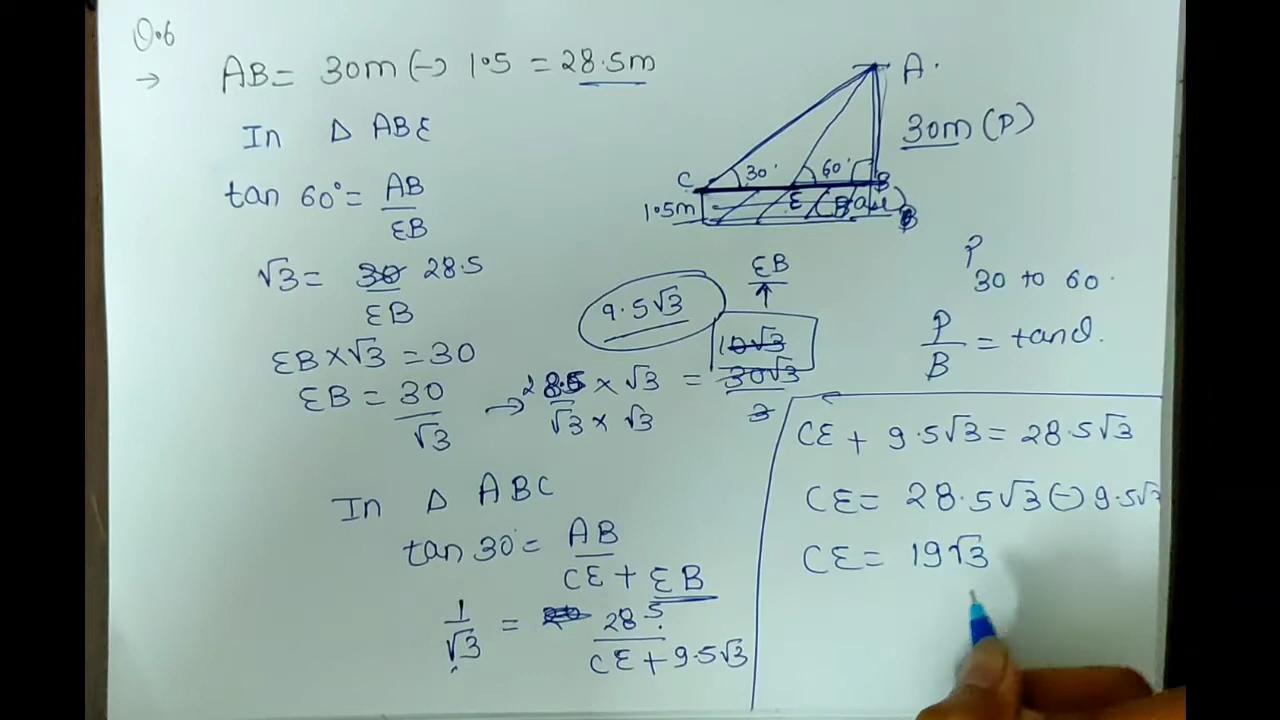 Q.6
→ AB = 30m (-) 1.5 = 28.5m
In Δ ABE
tan 60° = AB
EB
√3 = 30 28.5
EB
EB × √3 = 30
EB = 30
√3
→ 28.5 × √3 = 30√3
√3 × √3 3
10√3
EB
9.5√3
In Δ ABC
tan 30° = AB
CE + EB
1 = 28.5
√3 CE + 9.5√3
A
30m (P)
C 30° 60° B
1.5m E (Base) B
P
30 to 60
P = tanθ.
B
CE + 9.5√3 = 28.5√3
CE = 28.5√3 (-) 9.5√3
CE = 19√3